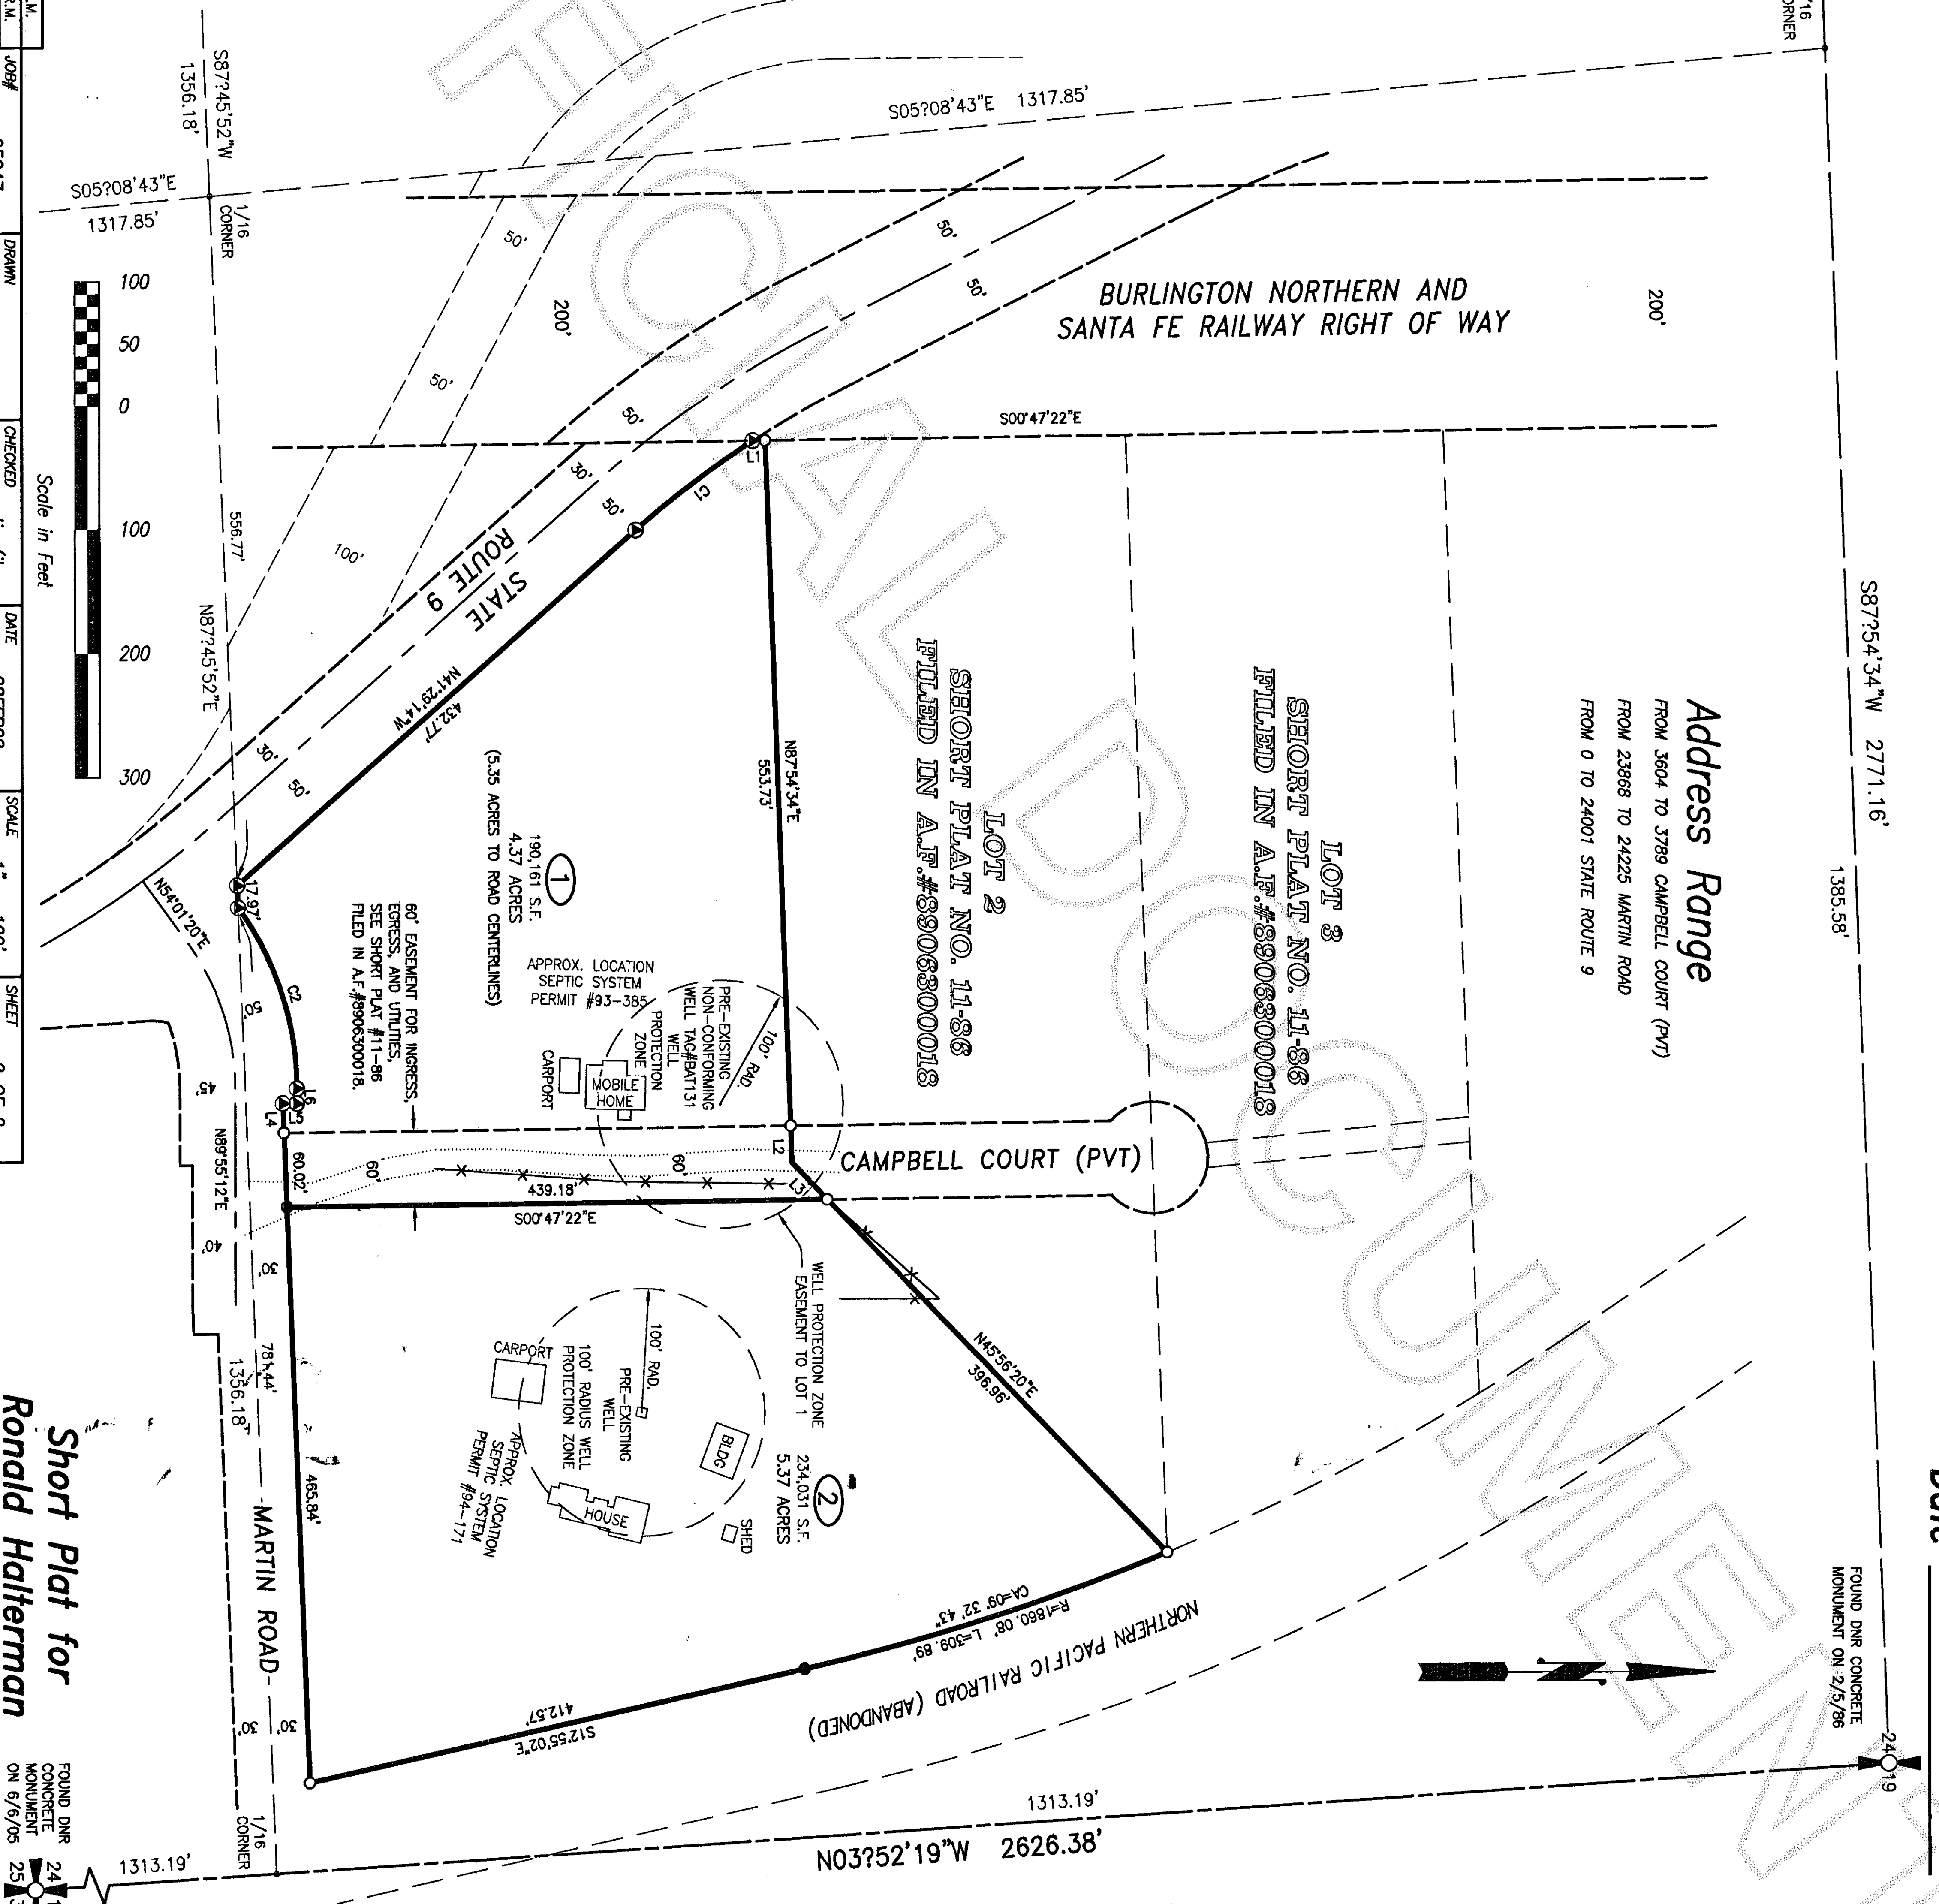 Address Range
FROM 3604 TO 3789 CAMPBELL COURT (PVT)
FROM 23868 TO 24225 MARTIN ROAD
FROM 0 TO 24001 STATE ROUTE 9
S87?54'34"W 2771.16'
1385.58'
CORNER
FOUND DNR CONCRETE
MONUMENT ON 2/5/86
24
19
S05?08'43"E 1317.85'
BURLINGTON NORTHERN AND
SANTA FE RAILWAY RIGHT OF WAY
200'
200'
S00°47'22"E
LOT 3
SHORT PLAT NO. 11-86
FILED IN A.F.#8906300018
LOT 2
SHORT PLAT NO. 11-86
FILED IN A.F.#8906300018
N87°54'34"E
553.73'
CAMPBELL COURT (PVT)
L1
C1
L2
L3
50'
50'
50'
50'
50'
30'
50'
100'
STATE
ROUTE 9
N41°29'14"W
432.77'
30'
50'
1
190,161 S.F.
4.37 ACRES
(5.35 ACRES TO ROAD CENTERLINES)
APPROX. LOCATION
SEPTIC SYSTEM
PERMIT #93-385
PRE-EXISTING
NON-CONFORMING
WELL TAG#BAT131
WELL
PROTECTION
ZONE
100' RAD.
MOBILE
HOME
CARPORT
60' EASEMENT FOR INGRESS,
EGRESS, AND UTILITIES,
SEE SHORT PLAT #11-86
FILED IN A.F.#8906300018.
60'
60'
439.18'
S00°47'22"E
WELL PROTECTION ZONE
EASEMENT TO LOT 1
N45°56'20"E
396.96'
2
234,031 S.F.
5.37 ACRES
100' RAD.
PRE-EXISTING
WELL
100' RADIUS WELL
PROTECTION ZONE
CARPORT
BLDG
SHED
HOUSE
APPROX. LOCATION
SEPTIC SYSTEM
PERMIT #94-171
CA=09° 32' 43"
R=1860.08' L=309.89'
NORTHERN PACIFIC RAILROAD (ABANDONED)
412.57'
S12°55'02"E
465.84'
60.02'
L4
L6
C2
17.97'
N54°01'20"E
45'
N89°55'12"E
40'
30'
781.44'
1356.18'
MARTIN ROAD
30'
30'
1/16
CORNER
1313.19'
N03?52'19"W 2626.38'
1313.19'
S87?45'52"W
1356.18'
S05?08'43"E
1317.85'
1/16
CORNER
556.77'
N87?45'52"E
100
50
0
100
200
300
Scale in Feet
JOB#
DRAWN
CHECKED
DATE
SCALE
SHEET
Short Plat for
Ronald Halterman
FOUND DNR
CONCRETE
MONUMENT
ON 6/6/05
24
25
DOCUMENT